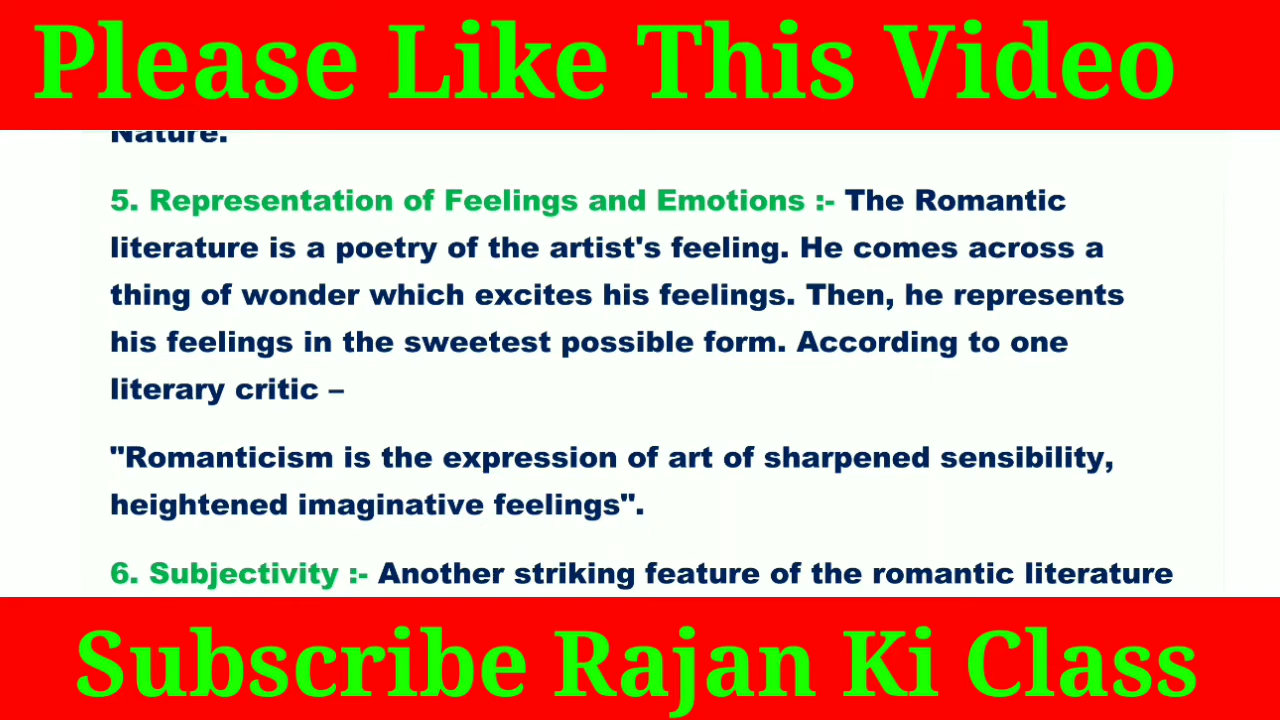 Please Like This Video
Nature.
5. Representation of Feelings and Emotions :- The Romantic
literature is a poetry of the artist's feeling. He comes across a
thing of wonder which excites his feelings. Then, he represents
his feelings in the sweetest possible form. According to one
literary critic –
"Romanticism is the expression of art of sharpened sensibility,
heightened imaginative feelings".
6. Subjectivity :- Another striking feature of the romantic literature
Subscribe Rajan Ki Class